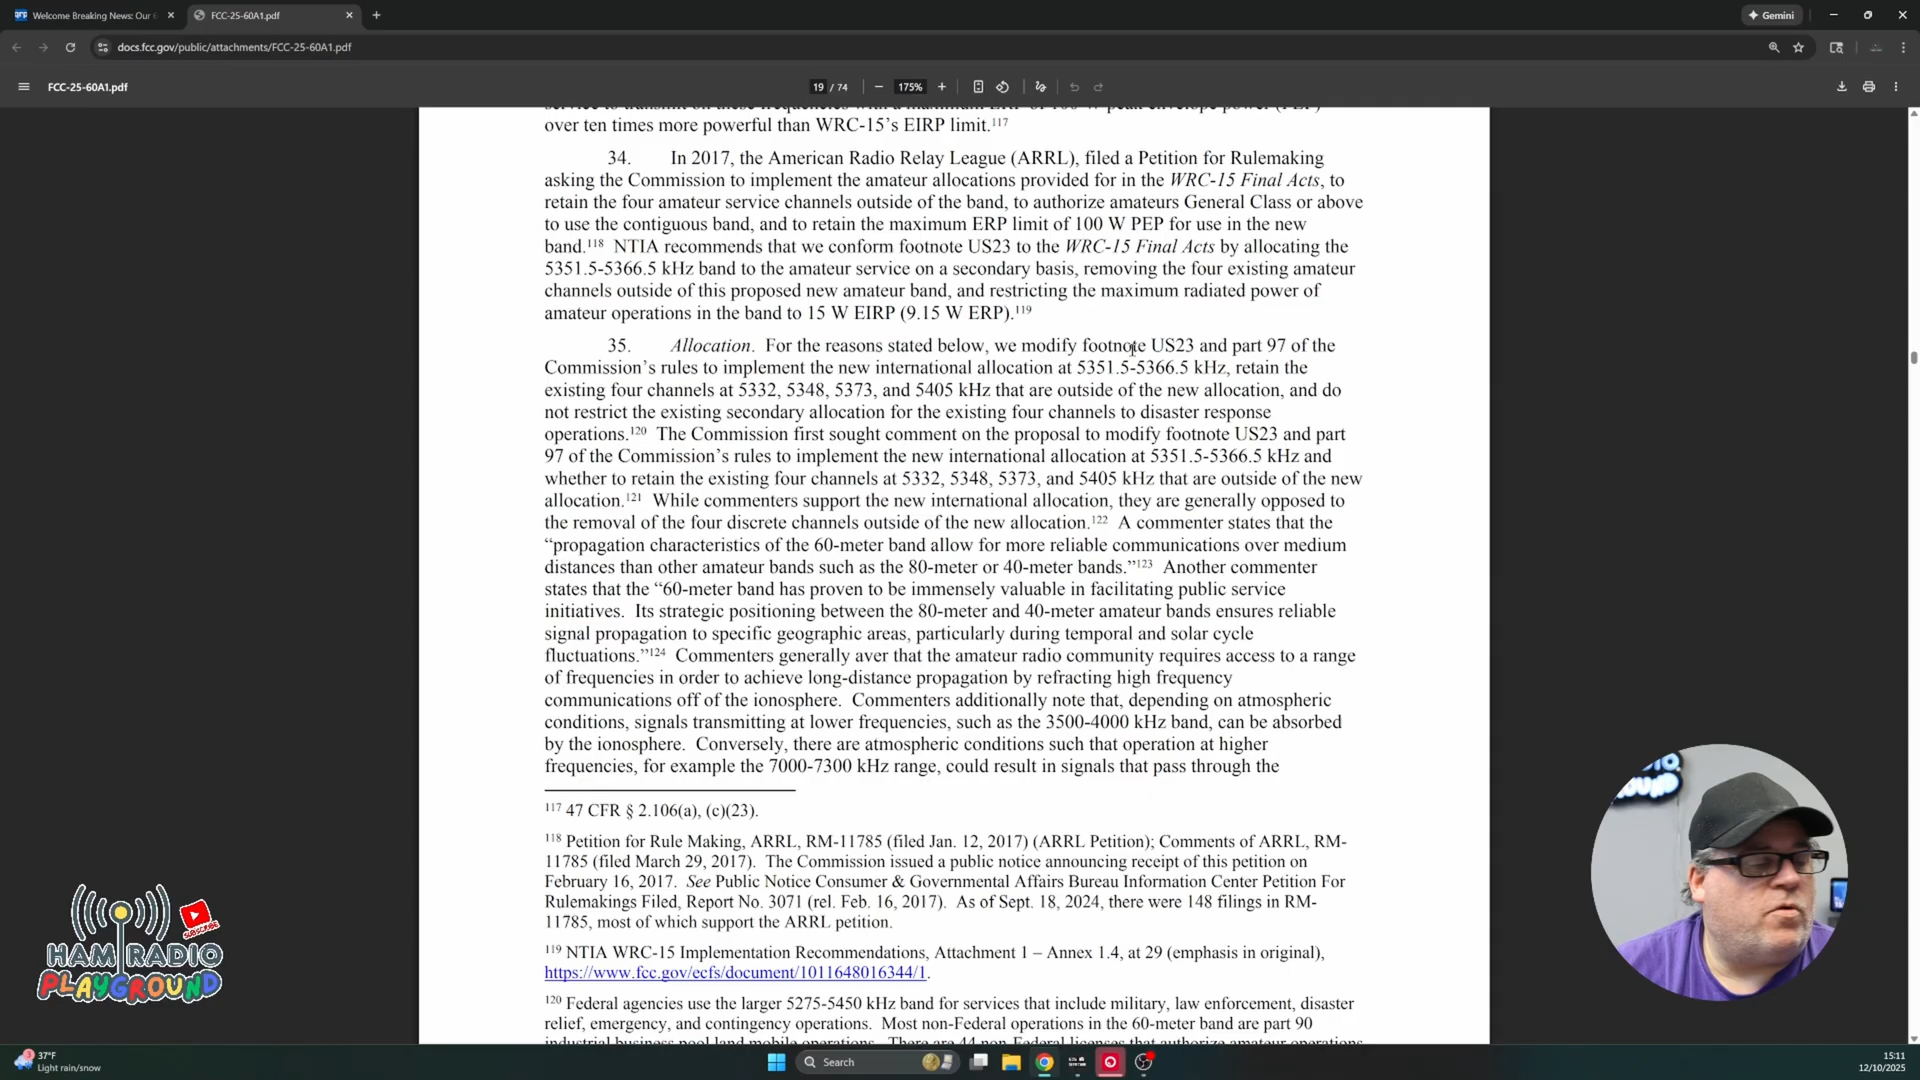 Welcome Breaking News: Our
FCC-25-60A1.pdf
Gemini
docs.fcc.gov/public/attachments/FCC-25-60A1.pdf
FCC-25-60A1.pdf
19 / 74
175%
over ten times more powerful than WRC-15’s EIRP limit.117
34. In 2017, the American Radio Relay League (ARRL), filed a Petition for Rulemaking
asking the Commission to implement the amateur allocations provided for in the WRC-15 Final Acts, to
retain the four amateur service channels outside of the band, to authorize amateurs General Class or above
to use the contiguous band, and to retain the maximum ERP limit of 100 W PEP for use in the new
band.118 NTIA recommends that we conform footnote US23 to the WRC-15 Final Acts by allocating the
5351.5-5366.5 kHz band to the amateur service on a secondary basis, removing the four existing amateur
channels outside of this proposed new amateur band, and restricting the maximum radiated power of
amateur operations in the band to 15 W EIRP (9.15 W ERP).119
35. Allocation. For the reasons stated below, we modify footnote US23 and part 97 of the
Commission’s rules to implement the new international allocation at 5351.5-5366.5 kHz, retain the
existing four channels at 5332, 5348, 5373, and 5405 kHz that are outside of the new allocation, and do
not restrict the existing secondary allocation for the existing four channels to disaster response
operations.120 The Commission first sought comment on the proposal to modify footnote US23 and part
97 of the Commission’s rules to implement the new international allocation at 5351.5-5366.5 kHz and
whether to retain the existing four channels at 5332, 5348, 5373, and 5405 kHz that are outside of the new
allocation.121 While commenters support the new international allocation, they are generally opposed to
the removal of the four discrete channels outside of the new allocation.122 A commenter states that the
“propagation characteristics of the 60-meter band allow for more reliable communications over medium
distances than other amateur bands such as the 80-meter or 40-meter bands.”123 Another commenter
states that the “60-meter band has proven to be immensely valuable in facilitating public service
initiatives. Its strategic positioning between the 80-meter and 40-meter amateur bands ensures reliable
signal propagation to specific geographic areas, particularly during temporal and solar cycle
fluctuations.”124 Commenters generally aver that the amateur radio community requires access to a range
of frequencies in order to achieve long-distance propagation by refracting high frequency
communications off of the ionosphere. Commenters additionally note that, depending on atmospheric
conditions, signals transmitting at lower frequencies, such as the 3500-4000 kHz band, can be absorbed
by the ionosphere. Conversely, there are atmospheric conditions such that operation at higher
frequencies, for example the 7000-7300 kHz range, could result in signals that pass through the
117 47 CFR § 2.106(a), (c)(23).
118 Petition for Rule Making, ARRL, RM-11785 (filed Jan. 12, 2017) (ARRL Petition); Comments of ARRL, RM-
11785 (filed March 29, 2017). The Commission issued a public notice announcing receipt of this petition on
February 16, 2017. See Public Notice Consumer & Governmental Affairs Bureau Information Center Petition For
Rulemakings Filed, Report No. 3071 (rel. Feb. 16, 2017). As of Sept. 18, 2024, there were 148 filings in RM-
11785, most of which support the ARRL petition.
119 NTIA WRC-15 Implementation Recommendations, Attachment 1 – Annex 1.4, at 29 (emphasis in original),
https://www.fcc.gov/ecfs/document/1011648016344/1.
120 Federal agencies use the larger 5275-5450 kHz band for services that include military, law enforcement, disaster
relief, emergency, and contingency operations. Most non-Federal operations in the 60-meter band are part 90
SUBSCRIBE
HAM RADIO
PLAYGROUND
37°F
Light rain/snow
Search
15:11
12/10/2025